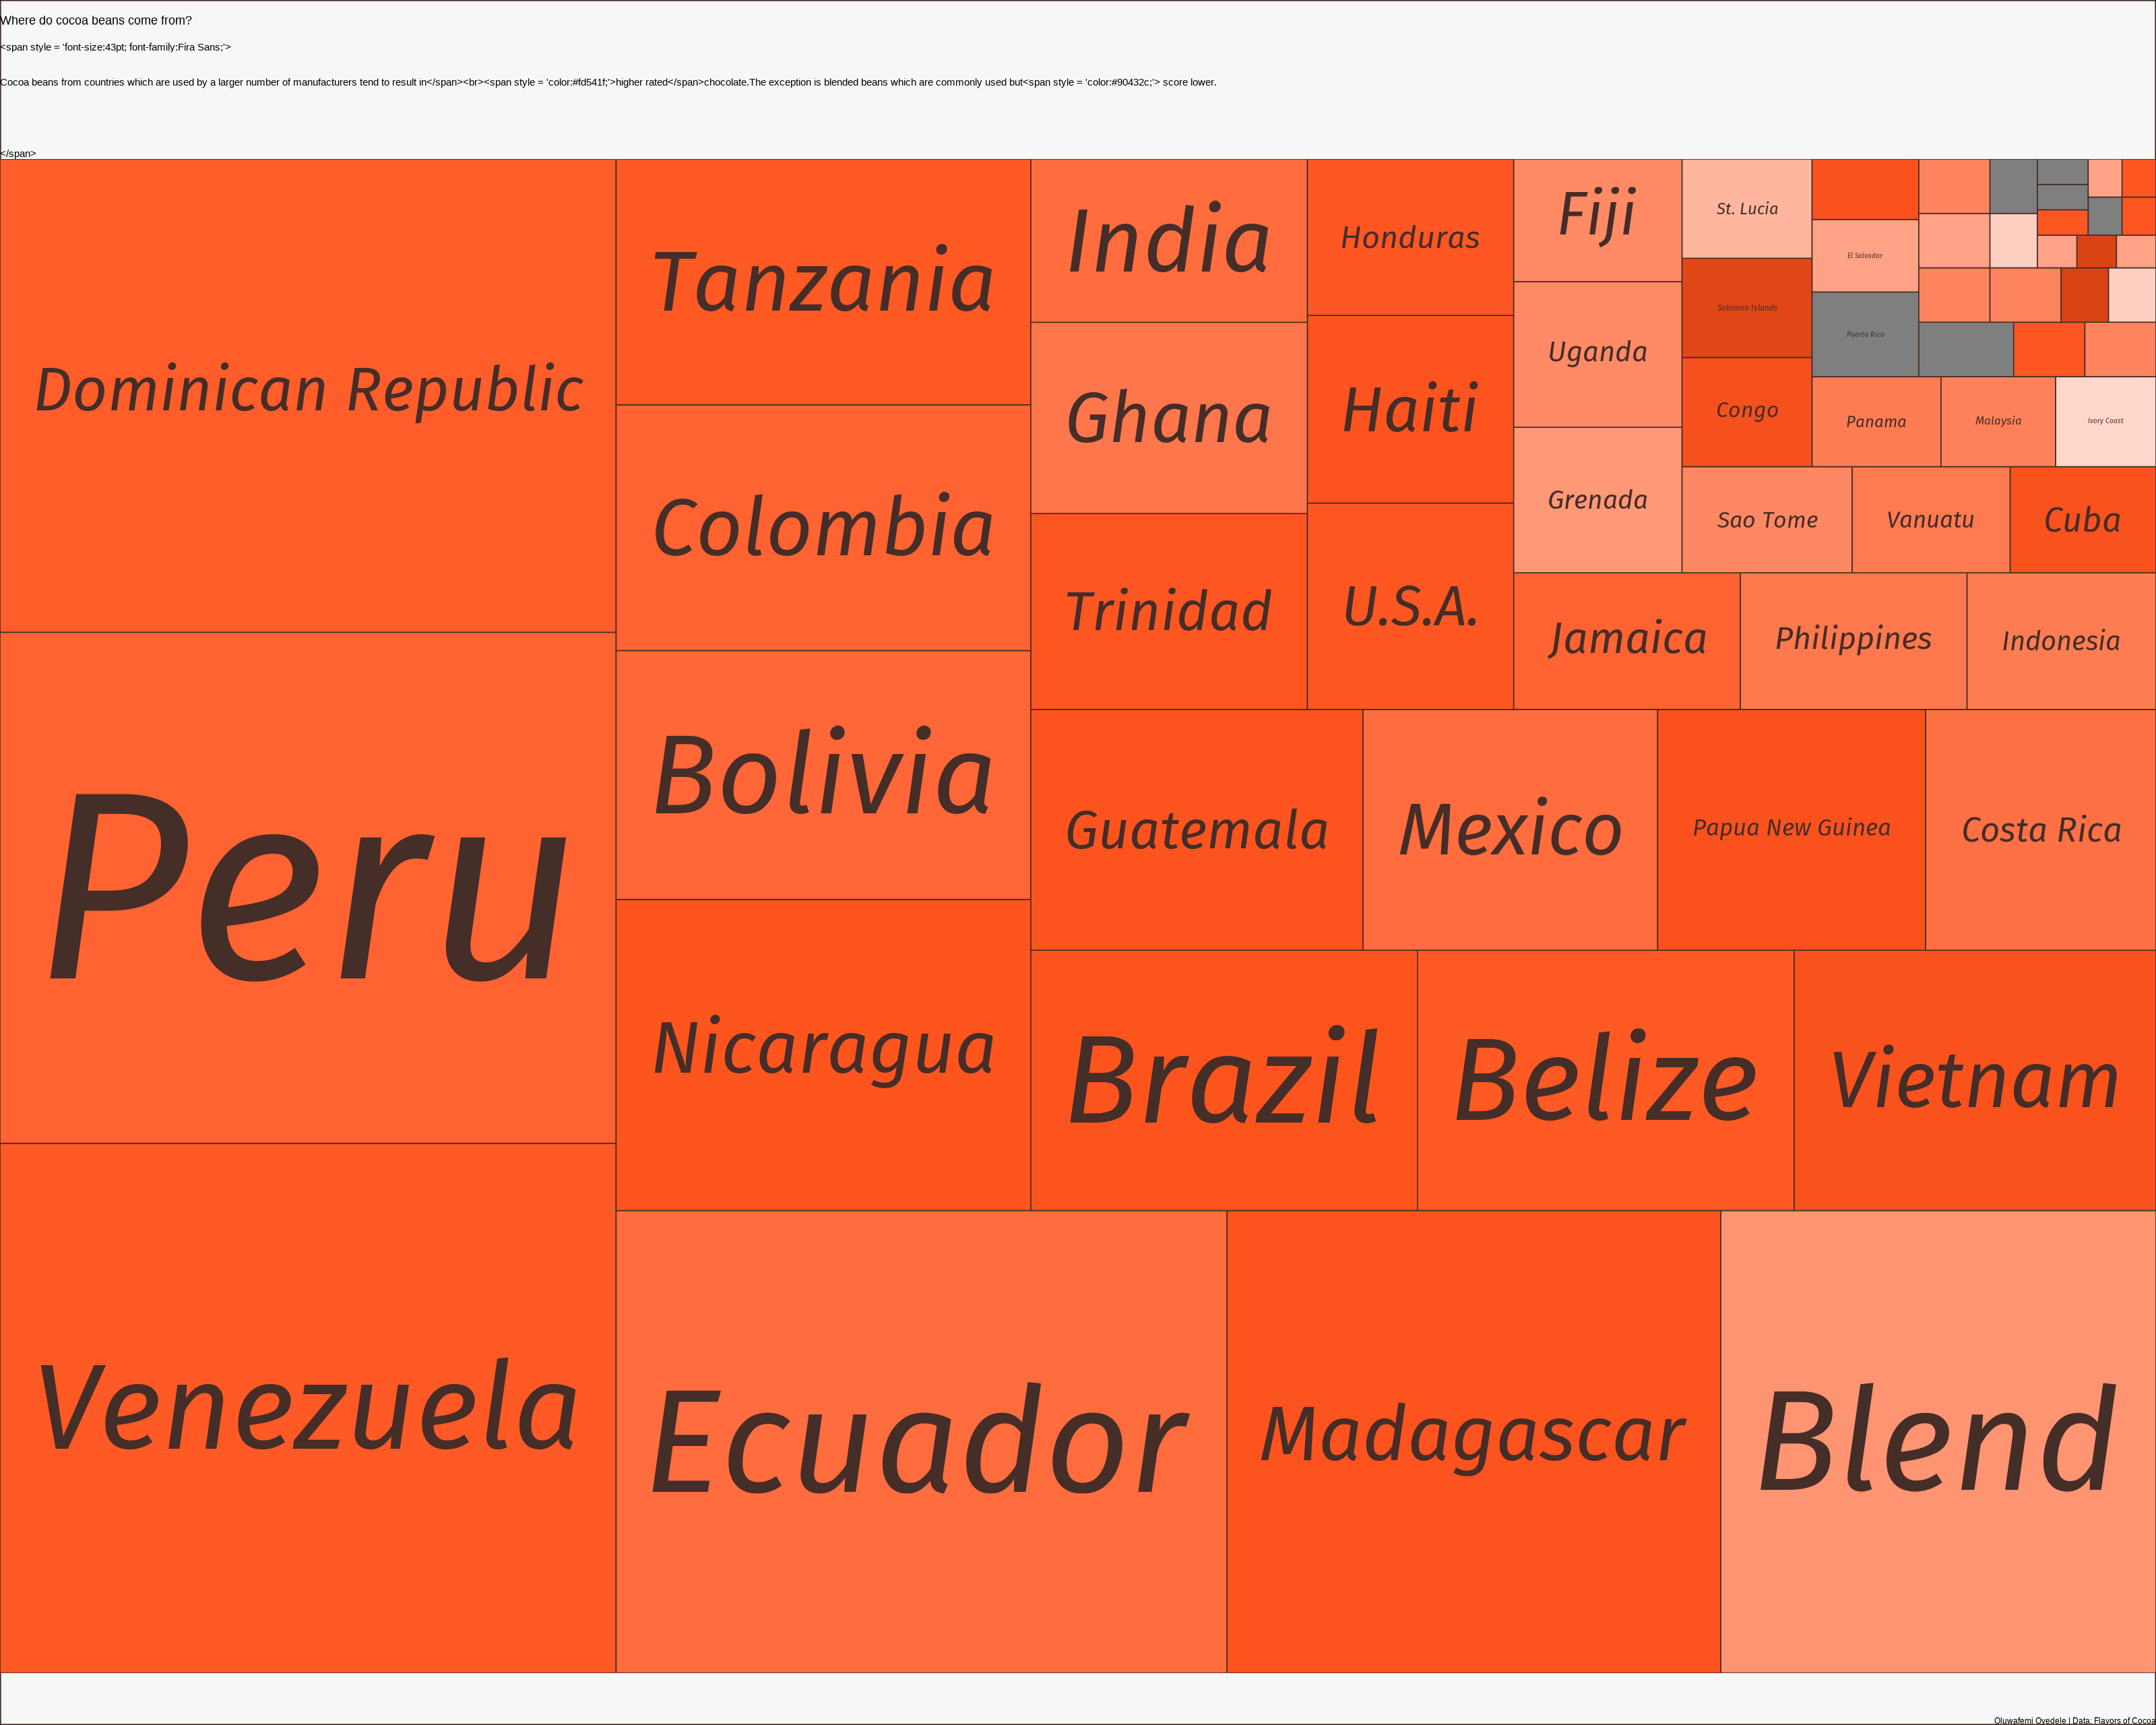 Where do cocoa beans come from?
<span style = 'font-size:43pt; font-family:Fira Sans;'>
Cocoa beans from countries which are used by a larger number of manufacturers tend to result in</span><br><span style = 'color:#fd541f;'>higher rated</span>chocolate.The exception is blended beans which are commonly used but<span style = 'color:#90432c;'> score lower.
</span>
Dominican Republic
Peru
Venezuela
Tanzania
Colombia
Bolivia
Nicaragua
Ecuador
Madagascar
Blend
India
Ghana
Trinidad
Honduras
Haiti
U.S.A.
Guatemala
Mexico
Papua New Guinea
Costa Rica
Brazil
Belize
Vietnam
Fiji
Uganda
Grenada
Jamaica
Philippines
Indonesia
St. Lucia
Solomon Islands
Congo
Sao Tome
Vanuatu
Cuba
El Salvador
Puerto Rico
Panama
Malaysia
Ivory Coast
Oluwafemi Oyedele | Data: Flavors of Cocoa